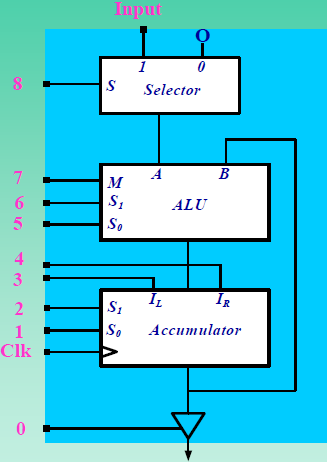 Input
O
1 0
8 S Selector
A B
7 M
6 S1 ALU
5 S0
4
3 IL IR
2 S1
1 S0 Accumulator
Clk
0